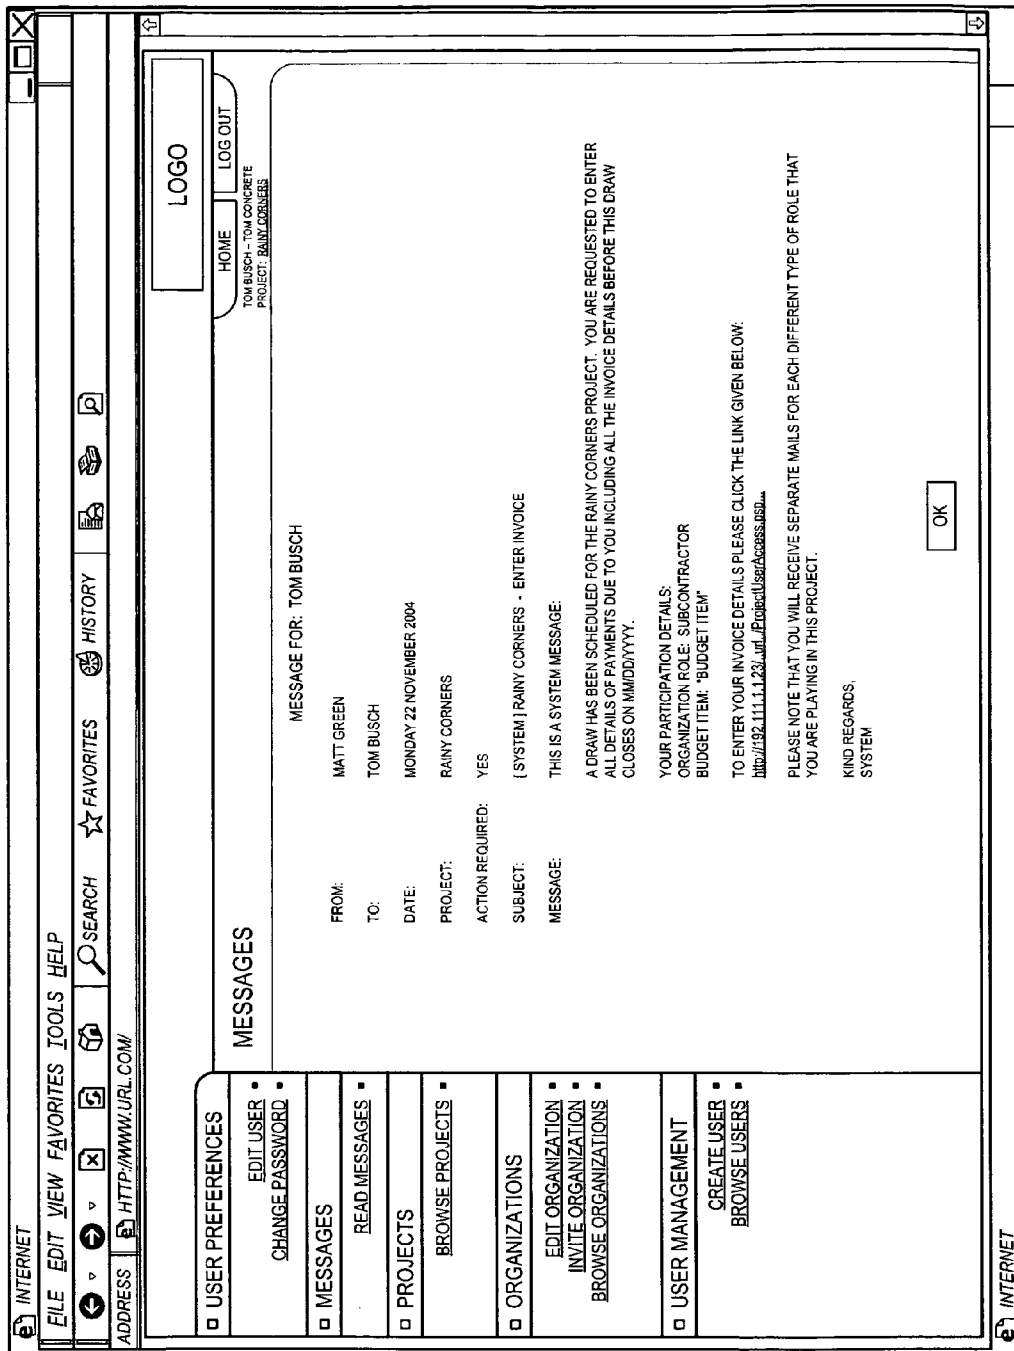 INTERNET
FILE EDIT VIEW FAVORITES TOOLS HELP
SEARCH FAVORITES HISTORY
ADDRESS HTTP://WWW.URL.COM/
LOGO
HOME LOG OUT
TOM BUSCH – TOM CONCRETE
PROJECT: RAINY CORNERS
USER PREFERENCES
EDIT USER
CHANGE PASSWORD
MESSAGES
READ MESSAGES
PROJECTS
BROWSE PROJECTS
ORGANIZATIONS
EDIT ORGANIZATION
INVITE ORGANIZATION
BROWSE ORGANIZATIONS
USER MANAGEMENT
CREATE USER
BROWSE USERS
MESSAGES
MESSAGE FOR: TOM BUSCH
FROM: MATT GREEN
TO: TOM BUSCH
DATE: MONDAY 22 NOVEMBER 2004
PROJECT: RAINY CORNERS
ACTION REQUIRED: YES
SUBJECT: [ SYSTEM ] RAINY CORNERS - ENTER INVOICE
MESSAGE: THIS IS A SYSTEM MESSAGE:
A DRAW HAS BEEN SCHEDULED FOR THE RAINY CORNERS PROJECT. YOU ARE REQUESTED TO ENTER
ALL DETAILS OF PAYMENTS DUE TO YOU INCLUDING ALL THE INVOICE DETAILS BEFORE THIS DRAW
CLOSES ON MM/DD/YYYY.
YOUR PARTICIPATION DETAILS:
ORGANIZATION ROLE: SUBCONTRACTOR
BUDGET ITEM: "BUDGET ITEM"
TO ENTER YOUR INVOICE DETAILS PLEASE CLICK THE LINK GIVEN BELOW:
http://192.111.1.23/..url../ProjectUserAccess.psp...
PLEASE NOTE THAT YOU WILL RECEIVE SEPARATE MAILS FOR EACH DIFFERENT TYPE OF ROLE THAT
YOU ARE PLAYING IN THIS PROJECT.
KIND REGARDS,
SYSTEM
OK
INTERNET